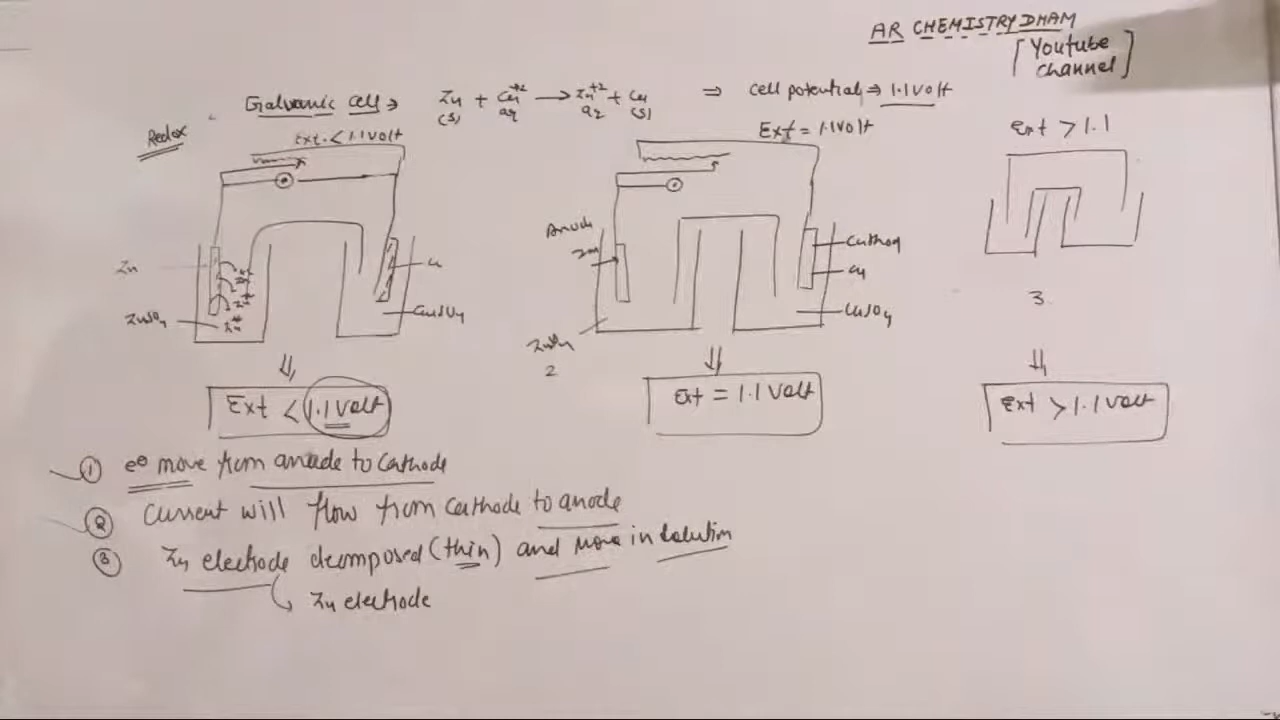 AR CHEMISTRY DHAM
[Youtube channel]
Galvanic cell → Zn (s) + Cu+2 aq → Zn+2 aq + Cu (s) ⇒ cell potential ⇒ 1.1 volt
Redox
Ext. < 1.1 volt
Ext = 1.1 volt
Ext > 1.1
Anode
Zn
Cu
ZnSO4
Zn+2
CuSO4
Cathod
Cu
CuSO4
ZnSO4
2
3
Ext < 1.1 volt
Ext = 1.1 volt
Ext > 1.1 volt
① e⊖ move from anode to Cathode
② Current will flow from Cathode to anode
③ Zn electrode decomposed (thin) and move in solution
Zn electrode